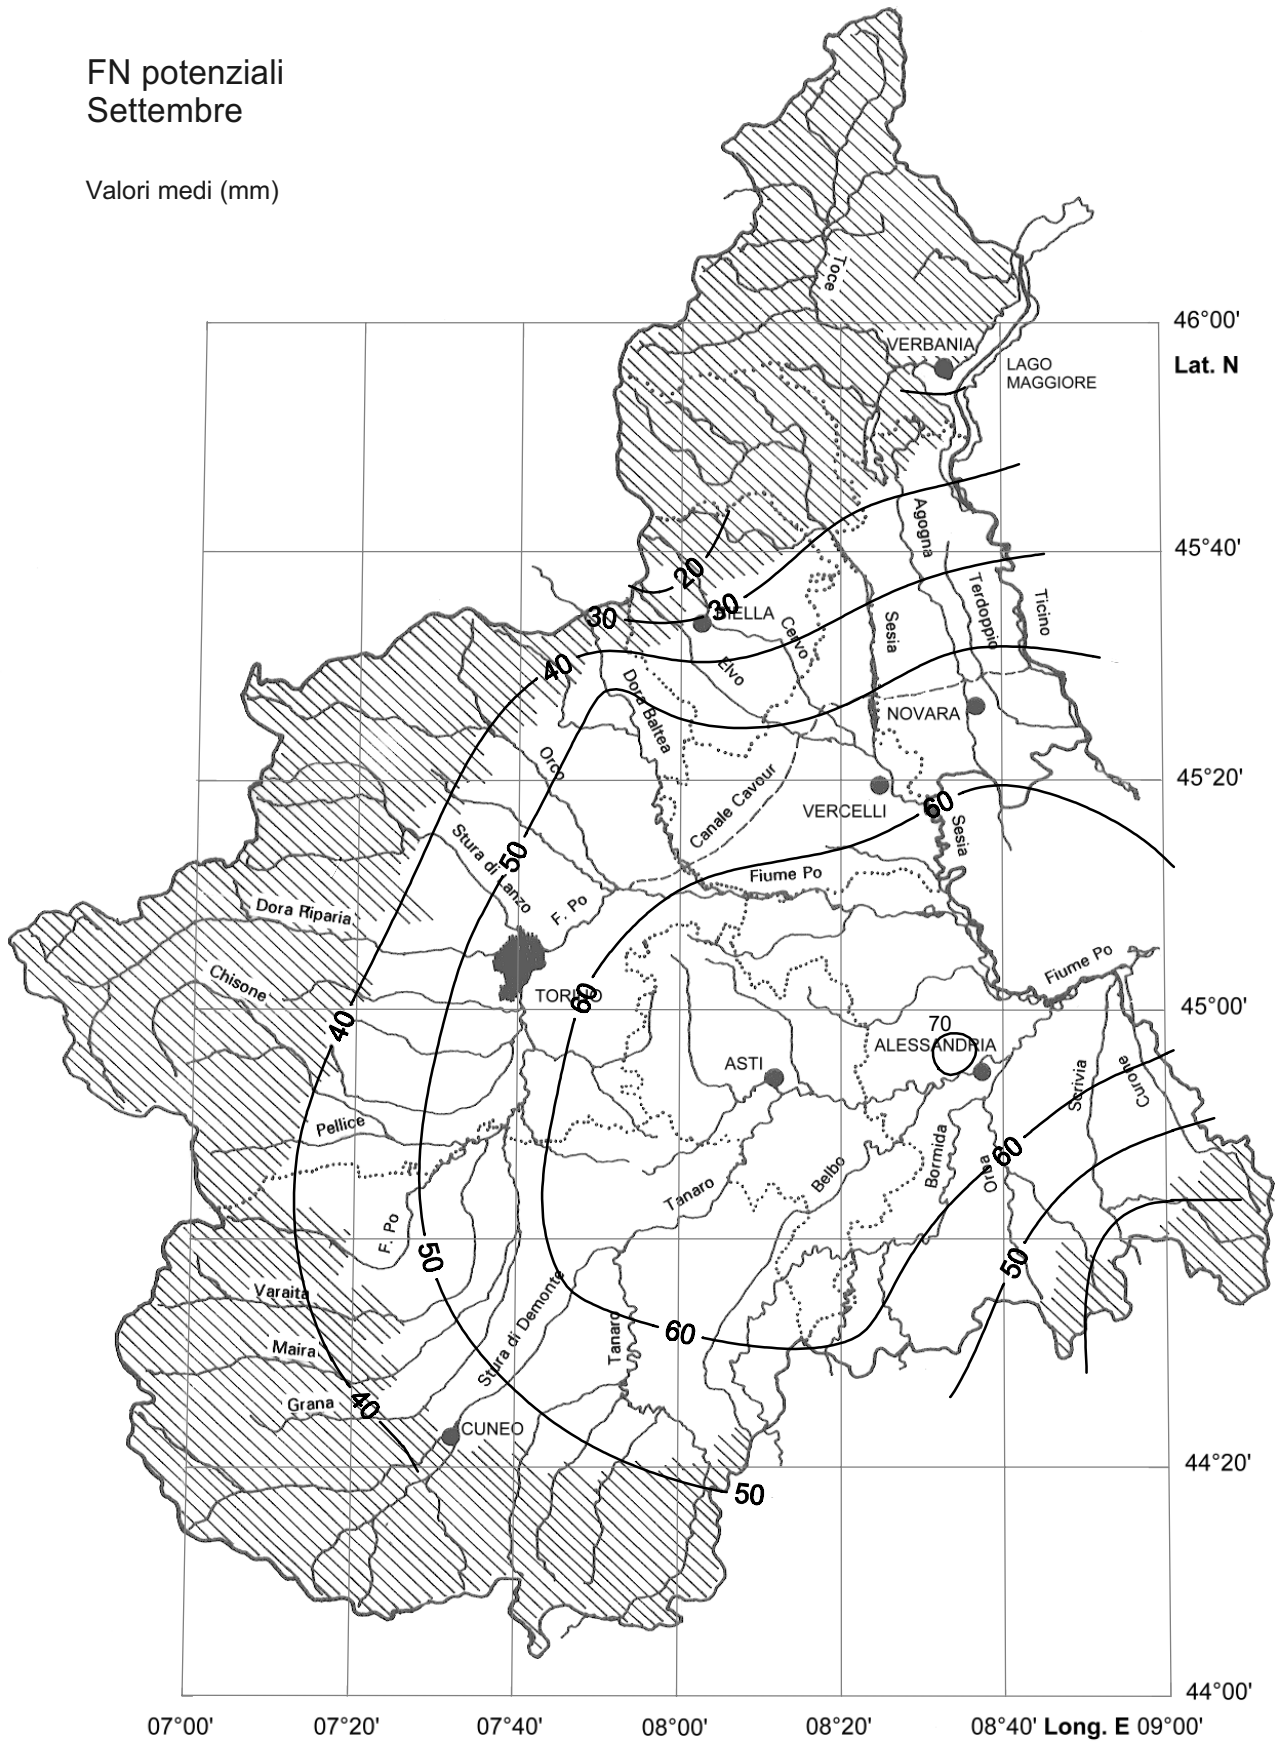 FN potenziali
Settembre
Valori medi (mm)
Toce
46°00'
VERBANIA
Lat. N
LAGO
MAGGIORE
Agogna
45°40'
20
Terdoppio
Ticino
30
30
BIELLA
Cervo
Sesia
40
Elvo
Dora Baltea
NOVARA
Orco
45°20'
Canale Cavour
VERCELLI
60
Sesia
Stura di Lanzo
50
Fiume Po
Dora Riparia
F. Po
Fiume Po
Chisone
TORINO
60
45°00'
40
70
ALESSANDRIA
ASTI
Scrivia
Curone
Pellice
60
Bormida
Orba
Belbo
Tanaro
F. Po
50
50
Varaita
Stura di Demonte
Tanaro
60
Maira
Grana
40
CUNEO
44°20'
50
44°00'
07°00'
07°20'
07°40'
08°00'
08°20'
08°40'
Long. E
09°00'